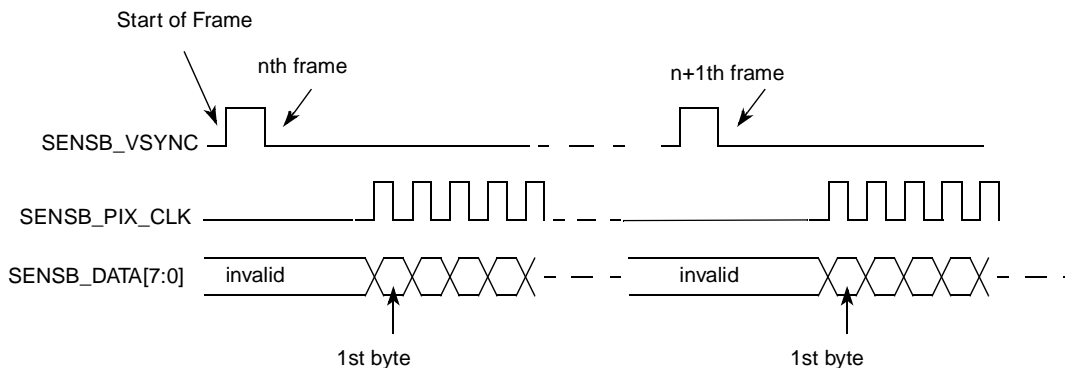 Start of Frame
nth frame
n+1th frame
SENSB_VSYNC
SENSB_PIX_CLK
SENSB_DATA[7:0]
invalid
invalid
1st byte
1st byte